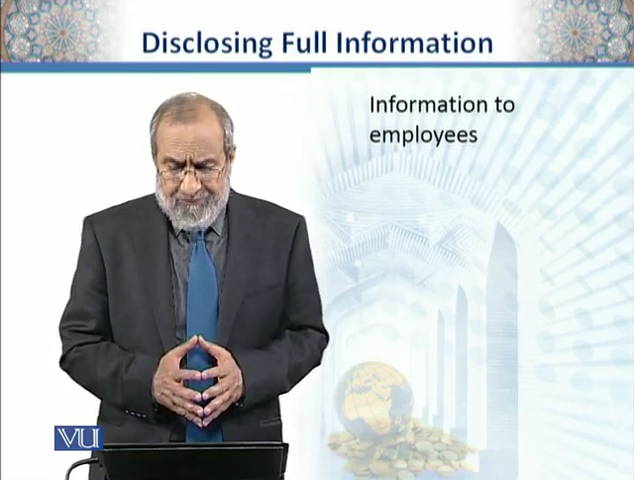 Disclosing Full Information
Information to
employees
VU